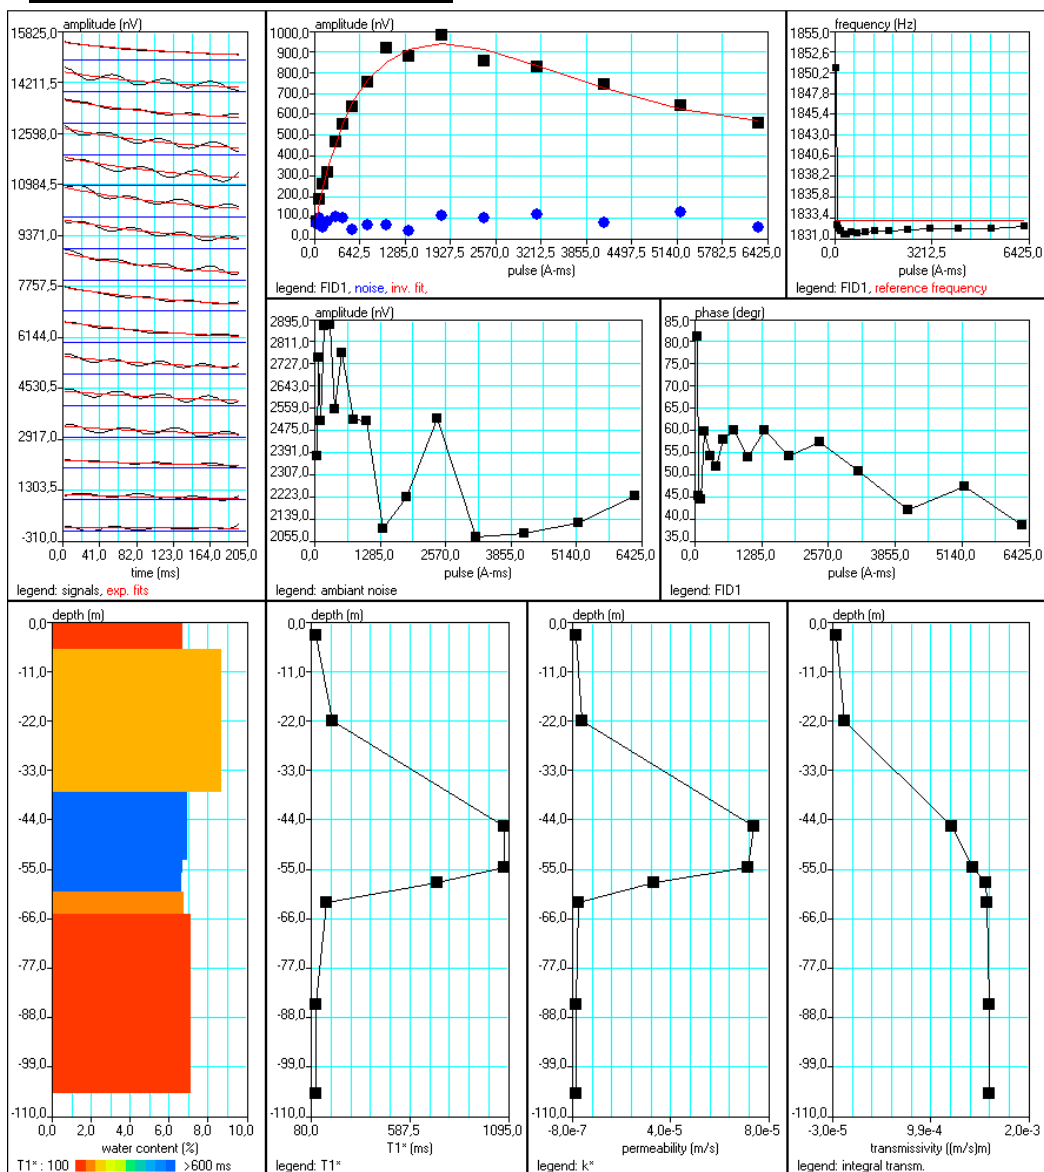 amplitude (nV)
15825,0
14211,5
12598,0
10984,5
9371,0
7757,5
6144,0
4530,5
2917,0
1303,5
-310,0
0,0 41,0 82,0 123,0 164,0 205,0
time (ms)
legend: signals, exp. fits
amplitude (nV)
1000,0
900,0
800,0
700,0
600,0
500,0
400,0
300,0
200,0
100,0
0,0
0,0 642,5 1285,0 1927,5 2570,0 3212,5 3855,0 4497,5 5140,0 5782,5 6425,0
pulse (A-ms)
legend: FID1, noise, inv. fit,
frequency (Hz)
1855,0
1852,6
1850,2
1847,8
1845,4
1843,0
1840,6
1838,2
1835,8
1833,4
1831,0
0,0 3212,5 6425,0
pulse (A-ms)
legend: FID1, reference frequency
amplitude (nV)
2895,0
2811,0
2727,0
2643,0
2559,0
2475,0
2391,0
2307,0
2223,0
2139,0
2055,0
0,0 1285,0 2570,0 3855,0 5140,0 6425,0
pulse (A-ms)
legend: ambiant noise
phase (degr)
85,0
80,0
75,0
70,0
65,0
60,0
55,0
50,0
45,0
40,0
35,0
0,0 1285,0 2570,0 3855,0 5140,0 6425,0
pulse (A-ms)
legend: FID1
depth (m)
0,0
-11,0
-22,0
-33,0
-44,0
-55,0
-66,0
-77,0
-88,0
-99,0
-110,0
0,0 2,0 4,0 6,0 8,0 10,0
water content (%)
T1* : 100 >600 ms
depth (m)
0,0
-11,0
-22,0
-33,0
-44,0
-55,0
-66,0
-77,0
-88,0
-99,0
-110,0
80,0 587,5 1095,0
T1* (ms)
legend: T1*
depth (m)
0,0
-11,0
-22,0
-33,0
-44,0
-55,0
-66,0
-77,0
-88,0
-99,0
-110,0
-8,0e-7 4,0e-5 8,0e-5
permeability (m/s)
legend: k*
depth (m)
0,0
-11,0
-22,0
-33,0
-44,0
-55,0
-66,0
-77,0
-88,0
-99,0
-110,0
-3,0e-5 9,9e-4 2,0e-3
transmissivity ((m/s)m)
legend: integral transm.